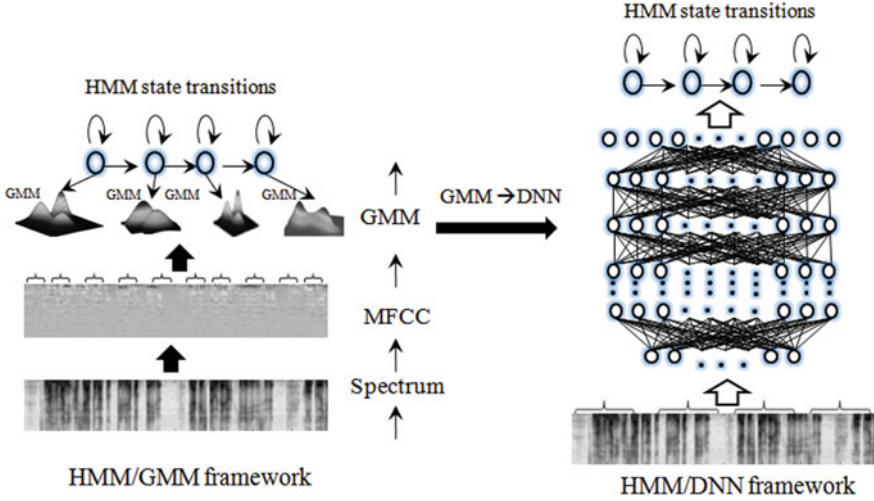 HMM state transitions
GMM GMM GMM GMM
HMM/GMM framework
GMM
MFCC
Spectrum
GMM →DNN
HMM state transitions
HMM/DNN framework